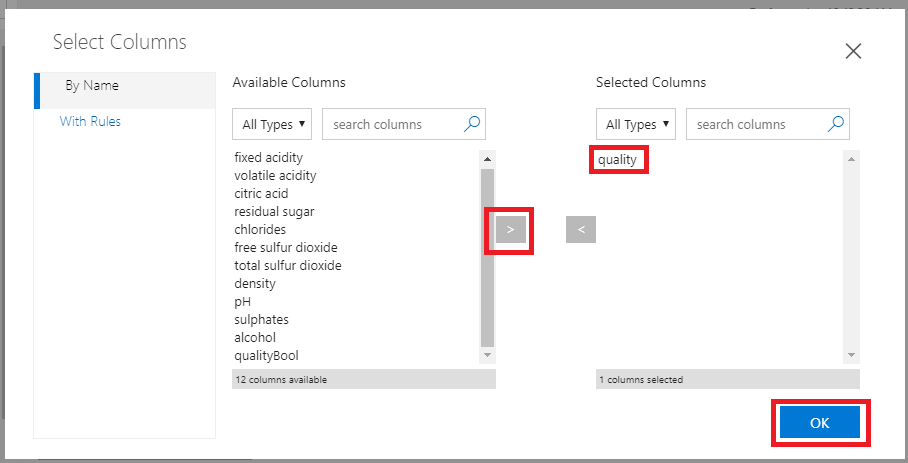 Select Columns
By Name
With Rules
Available Columns
All Types
search columns
fixed acidity
volatile acidity
citric acid
residual sugar
chlorides
free sulfur dioxide
total sulfur dioxide
density
pH
sulphates
alcohol
qualityBool
12 columns available
>
<
Selected Columns
All Types
search columns
quality
1 columns selected
OK